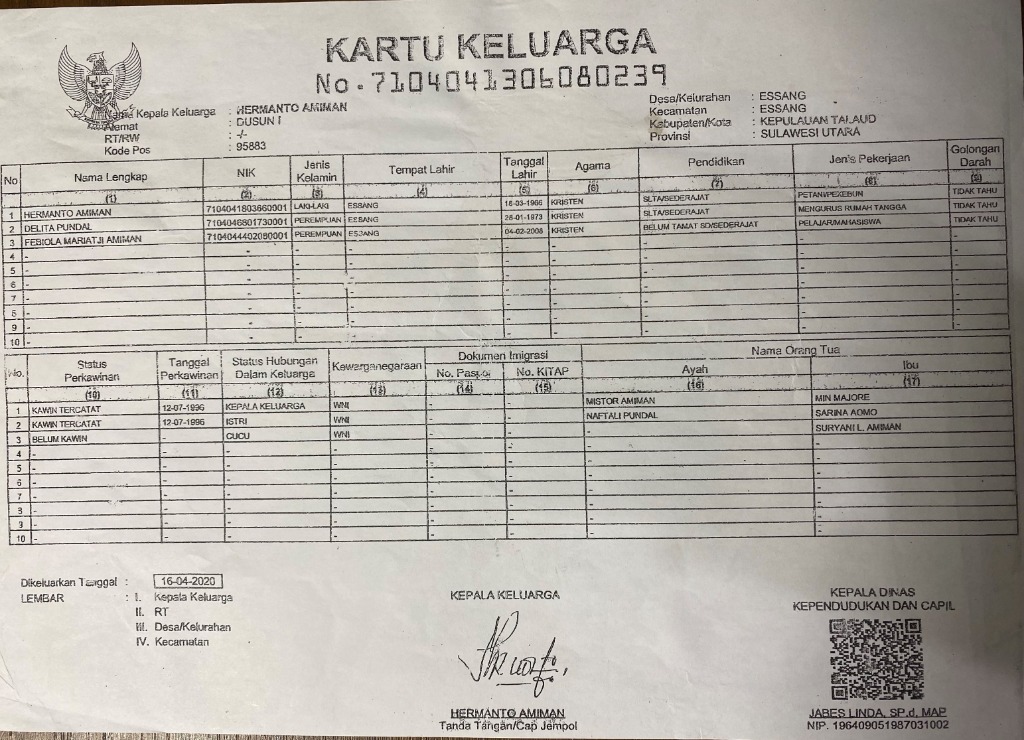 KARTU KELUARGA
No. 7104041306080239
Nama Kepala Keluarga : HERMANTO AMIMAN
Alamat : DUSUN I
RT/RW : -/-
Kode Pos : 95883
Desa/Kelurahan : ESSANG
Kecamatan : ESSANG
Kabupaten/Kota : KEPULAUAN TALAUD
Provinsi : SULAWESI UTARA
No Nama Lengkap NIK Jenis Kelamin Tempat Lahir Tanggal Lahir Agama Pendidikan Jenis Pekerjaan Golongan Darah
(1) (2) (3) (4) (5) (6) (7) (8) (9)
1 HERMANTO AMIMAN 7104041803660001 LAKI-LAKI ESSANG 18-03-1966 KRISTEN SLTA/SEDERAJAT PETANI/PEKEBUN TIDAK TAHU
2 DELITA PUNDAL 7104046801730001 PEREMPUAN ESSANG 28-01-1973 KRISTEN SLTA/SEDERAJAT MENGURUS RUMAH TANGGA TIDAK TAHU
3 FEBIOLA MARIATJI AMIMAN 7104044402080001 PEREMPUAN ESSANG 04-02-2008 KRISTEN BELUM TAMAT SD/SEDERAJAT PELAJAR/MAHASISWA TIDAK TAHU
4 - - - - - - - - -
5 - - - - - - - - -
6 - - - - - - - - -
7 - - - - - - - - -
8 - - - - - - - - -
9 - - - - - - - - -
10 - - - - - - - - -
No. Status Perkawinan Tanggal Perkawinan Status Hubungan Dalam Keluarga Kewarganegaraan Dokumen Imigrasi Nama Orang Tua
No. Paspor No. KITAP Ayah Ibu
(10) (11) (12) (13) (14) (15) (16) (17)
1 KAWIN TERCATAT 12-07-1996 KEPALA KELUARGA WNI - - MISTOR AMIMAN MIN MAJORE
2 KAWIN TERCATAT 12-07-1996 ISTRI WNI - - NAFTALI PUNDAL SARINA AOMO
3 BELUM KAWIN - CUCU WNI - - SURYANI L. AMIMAN
4 - - - - - - - -
5 - - - - - - - -
6 - - - - - - - -
7 - - - - - - - -
8 - - - - - - - -
9 - - - - - - - -
10 - - - - - - - -
Dikeluarkan Tanggal : 16-04-2020
LEMBAR : I. Kepala Keluarga
II. RT
III. Desa/Kelurahan
IV. Kecamatan
KEPALA KELUARGA
HERMANTO AMIMAN
Tanda Tangan/Cap Jempol
KEPALA DINAS
KEPENDUDUKAN DAN CAPIL
JABES LINDA, SP.d, MAP
NIP. 196409051987031002